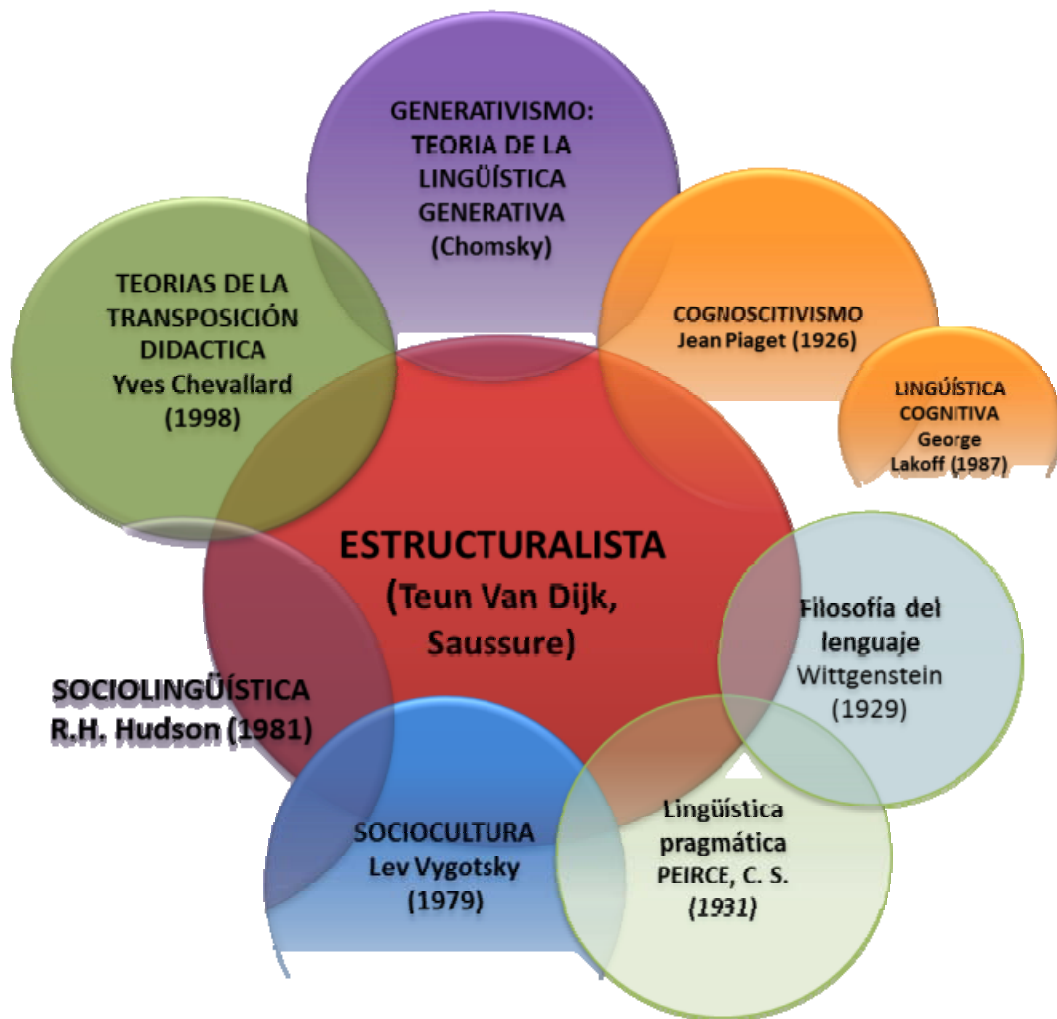 GENERATIVISMO:
TEORIA DE LA
LINGÜÍSTICA
GENERATIVA
(Chomsky)
TEORIAS DE LA
TRANSPOSICIÓN
DIDACTICA
Yves Chevallard
(1998)
COGNOSCITIVISMO
Jean Piaget (1926)
LINGÚÍSTICA
COGNITIVA
George
Lakoff (1987)
ESTRUCTURALISTA
(Teun Van Dijk,
Saussure)
Filosofía del
lenguaje
Wittgenstein
(1929)
SOCIOLINGÜÍSTICA
R.H. Hudson (1981)
SOCIOCULTURA
Lev Vygotsky
(1979)
Lingüística
pragmática
PEIRCE, C. S.
(1931)